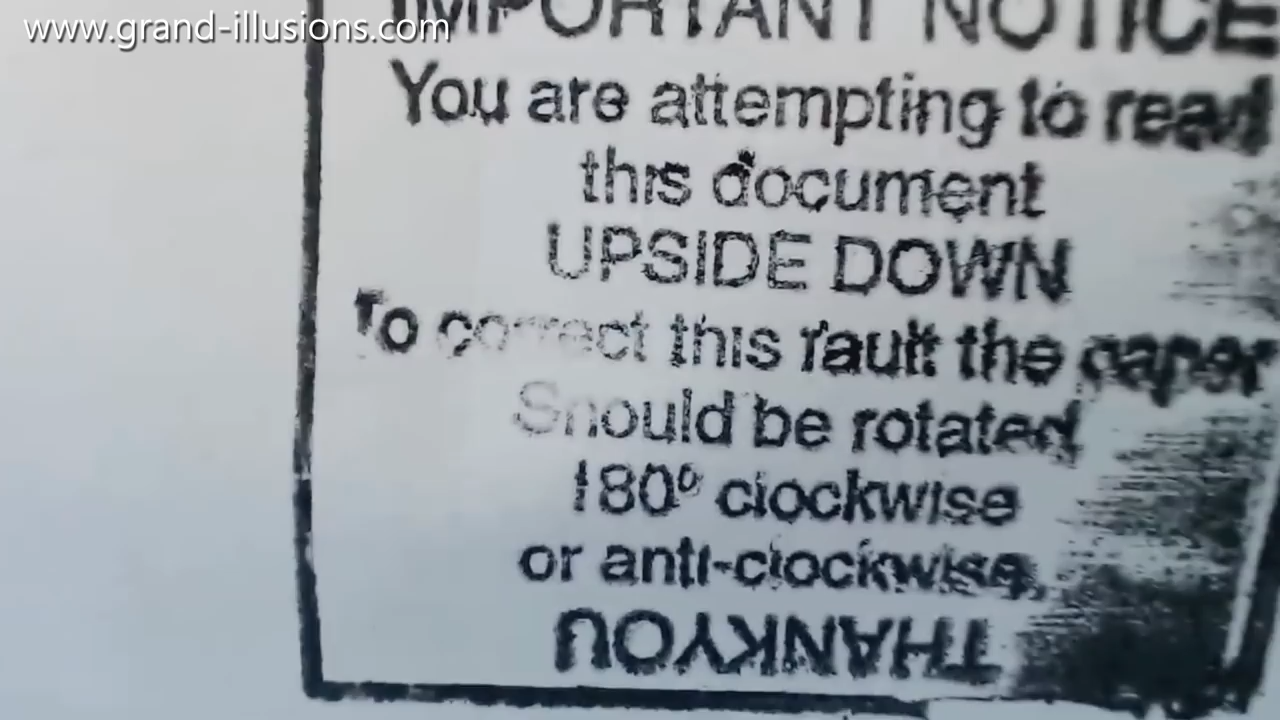 www.grand-illusions.com
IMPORTANT NOTICE
You are attempting to read
this document
UPSIDE DOWN
To correct this fault the paper
Should be rotated
180º clockwise
or anti-clockwise,
THANKYOU